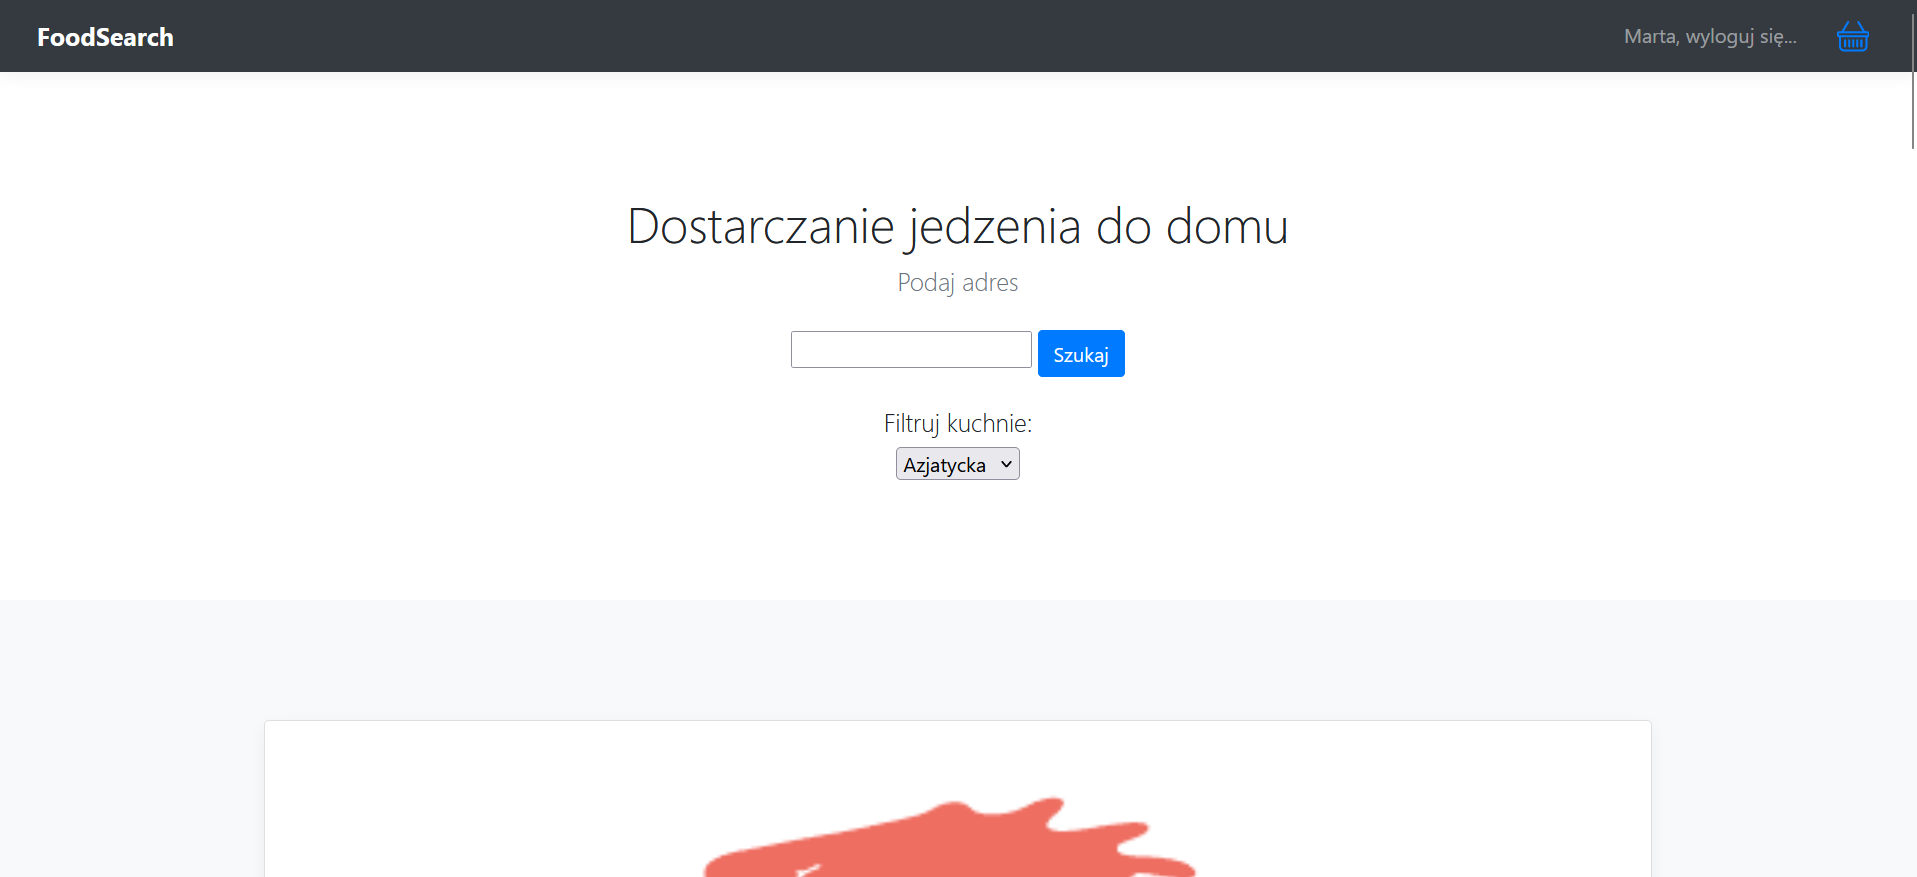 FoodSearch
Marta, wyloguj się...
Dostarczanie jedzenia do domu
Podaj adres
Szukaj
Filtruj kuchnie:
Azjatycka